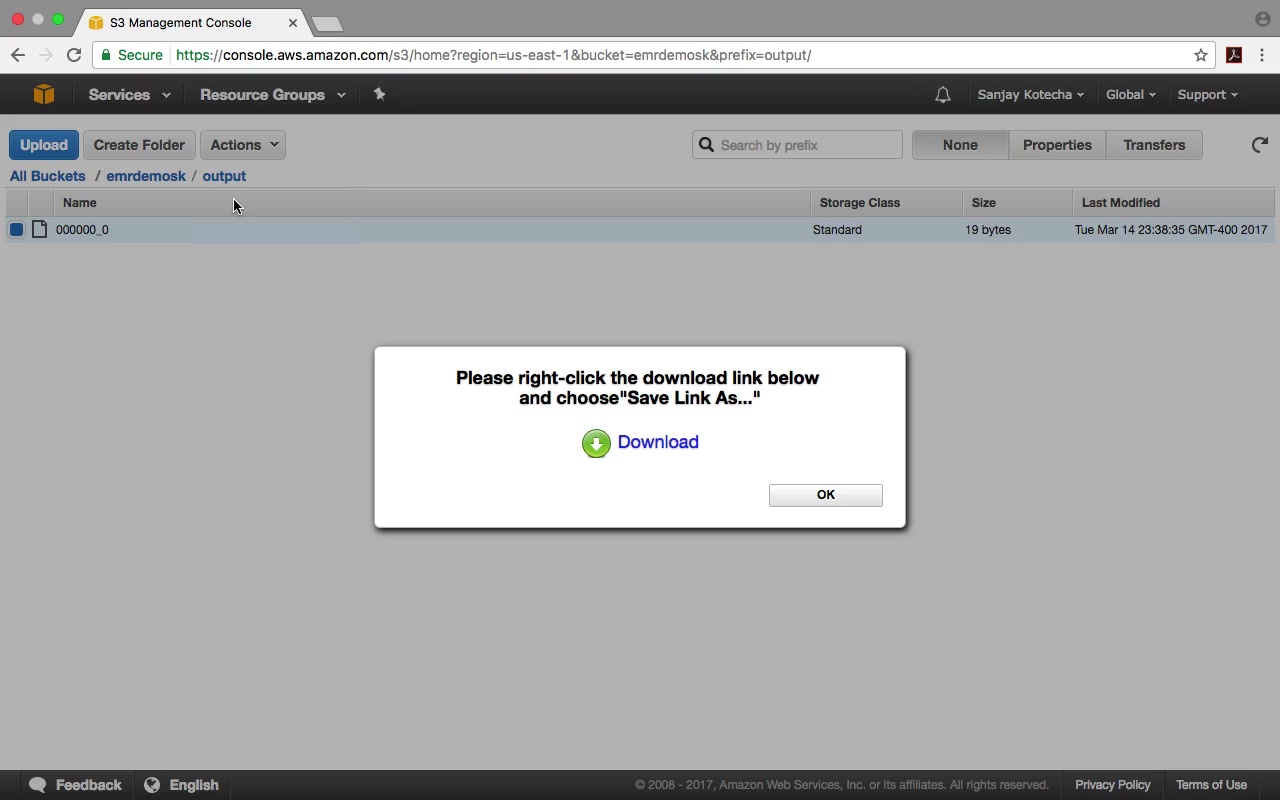 S3 Management Console
Secure https://console.aws.amazon.com/s3/home?region=us-east-1&bucket=emrdemosk&prefix=output/
Services Resource Groups Sanjay Kotecha Global Support
Upload Create Folder Actions Search by prefix None Properties Transfers
All Buckets / emrdemosk / output
Name Storage Class Size Last Modified
000000_0 Standard 19 bytes Tue Mar 14 23:38:35 GMT-400 2017
Please right-click the download link below
and choose"Save Link As..."
Download
OK
Feedback English © 2008 - 2017, Amazon Web Services, Inc. or its affiliates. All rights reserved. Privacy Policy Terms of Use